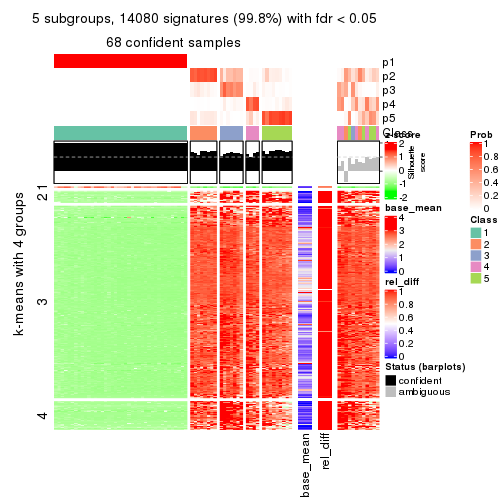 5 subgroups, 14080 signatures (99.8%) with fdr < 0.05
68 confident samples
p1
p2
p3
p4
p5
Class
z-score
2
1
0
-1
-2
Silhouette
score
base_mean
4
3
2
1
0
rel_diff
1
0.8
0.6
0.4
0.2
0
Status (barplots)
confident
ambiguous
Prob
1
0.8
0.6
0.4
0.2
0
Class
1
2
3
4
5
k-means with 4 groups
1
2
3
4
base_mean
rel_diff